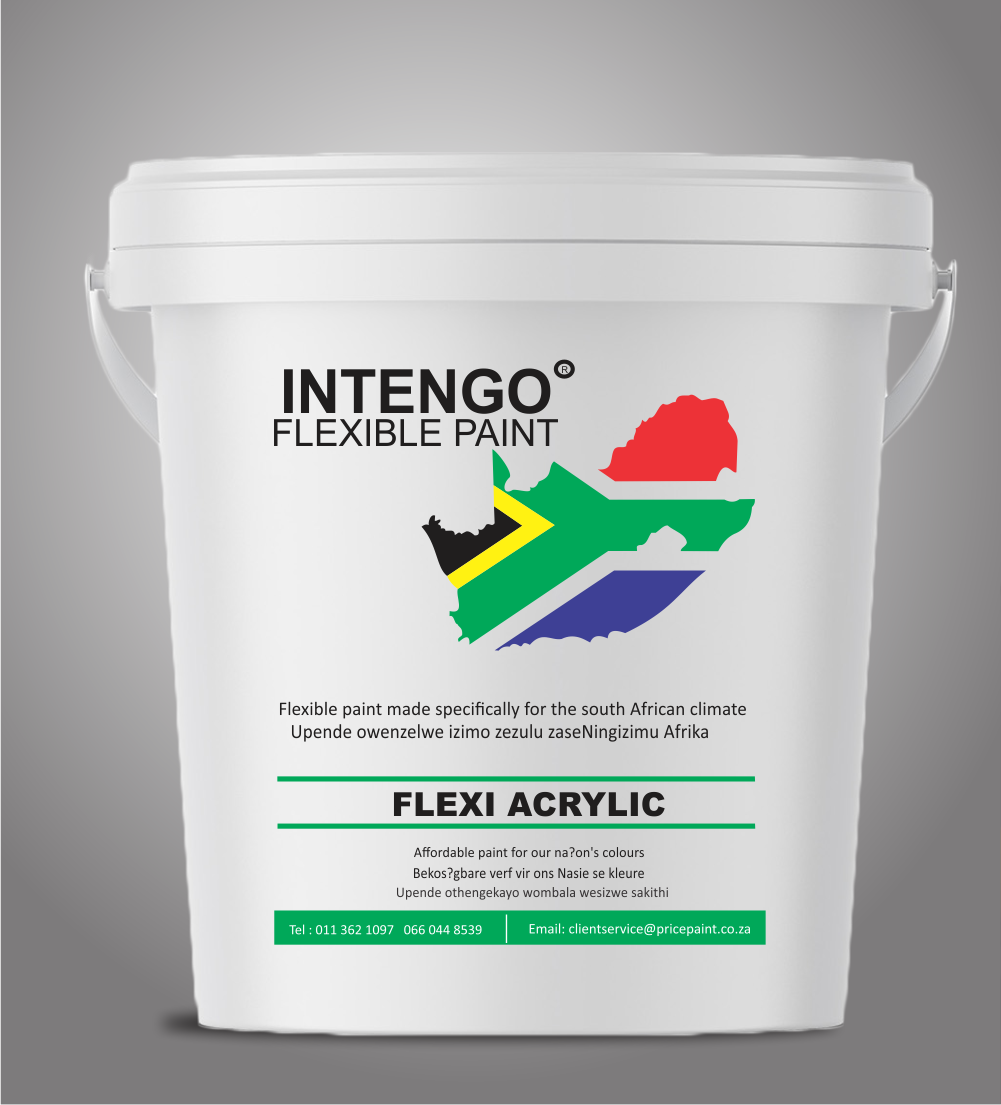 INTENGO®
FLEXIBLE PAINT
Flexible paint made specifically for the south African climate
Upende owenzelwe izimo zezulu zaseNingizimu Afrika
FLEXI ACRYLIC
Affordable paint for our na?on's colours
Bekos?gbare verf vir ons Nasie se kleure
Upende othengekayo wombala wesizwe sakithi
Tel : 011 362 1097 066 044 8539
Email: clientservice@pricepaint.co.za